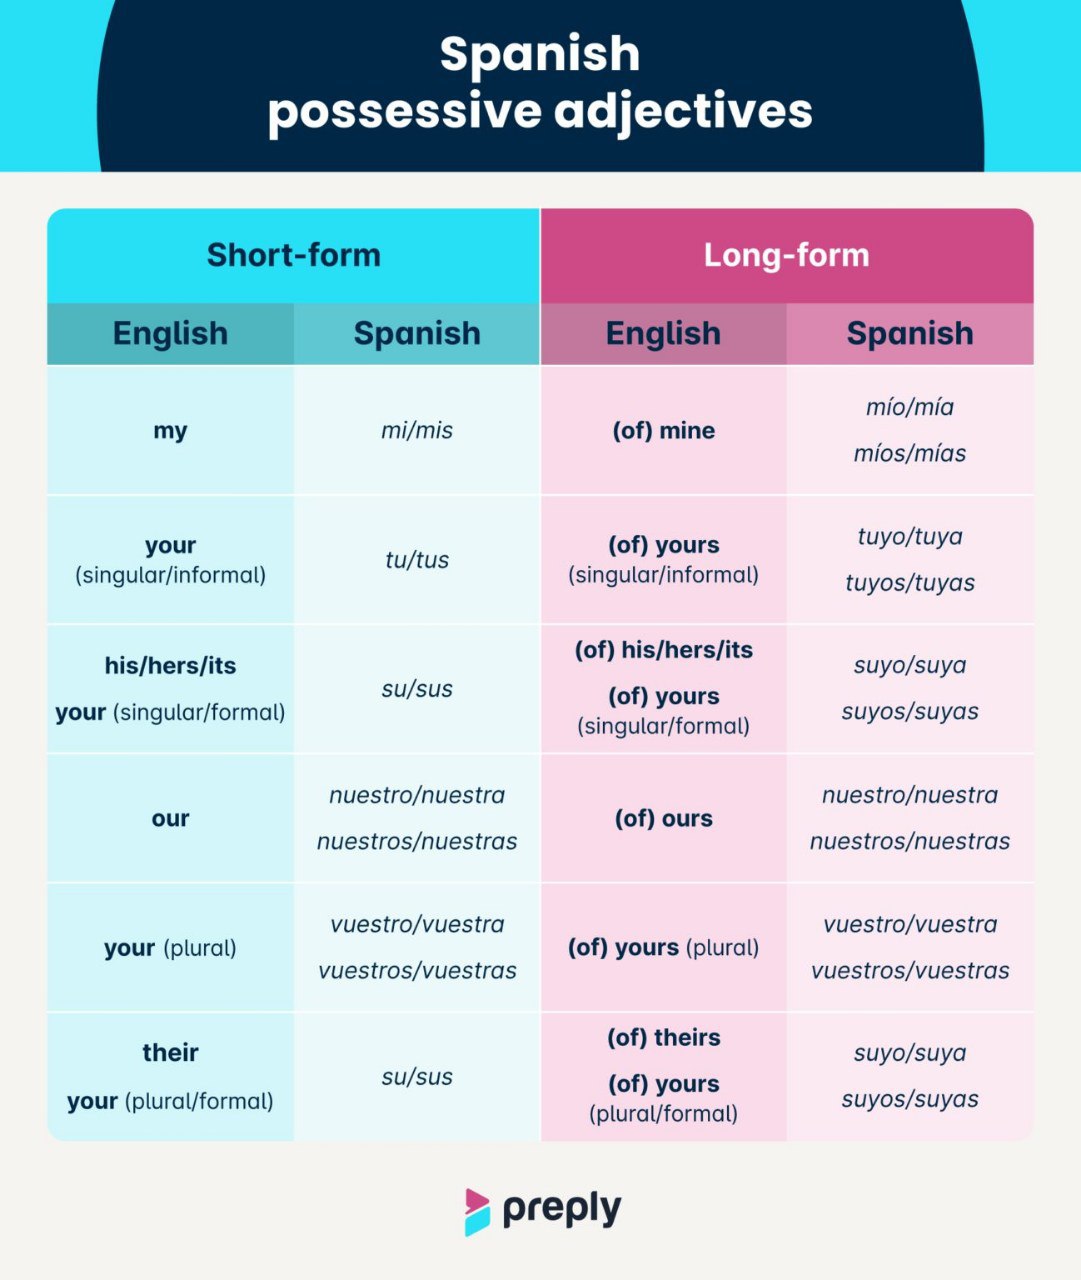 Spanish
possessive adjectives
Short-form
Long-form
English
Spanish
English
Spanish
my
mi/mis
(of) mine
mío/mía
míos/mías
your
(singular/informal)
tu/tus
(of) yours
(singular/informal)
tuyo/tuya
tuyos/tuyas
his/hers/its
your (singular/formal)
su/sus
(of) his/hers/its
(of) yours
(singular/formal)
suyo/suya
suyos/suyas
our
nuestro/nuestra
nuestros/nuestras
(of) ours
nuestro/nuestra
nuestros/nuestras
your (plural)
vuestro/vuestra
vuestros/vuestras
(of) yours (plural)
vuestro/vuestra
vuestros/vuestras
their
your (plural/formal)
su/sus
(of) theirs
(of) yours
(plural/formal)
suyo/suya
suyos/suyas
preply